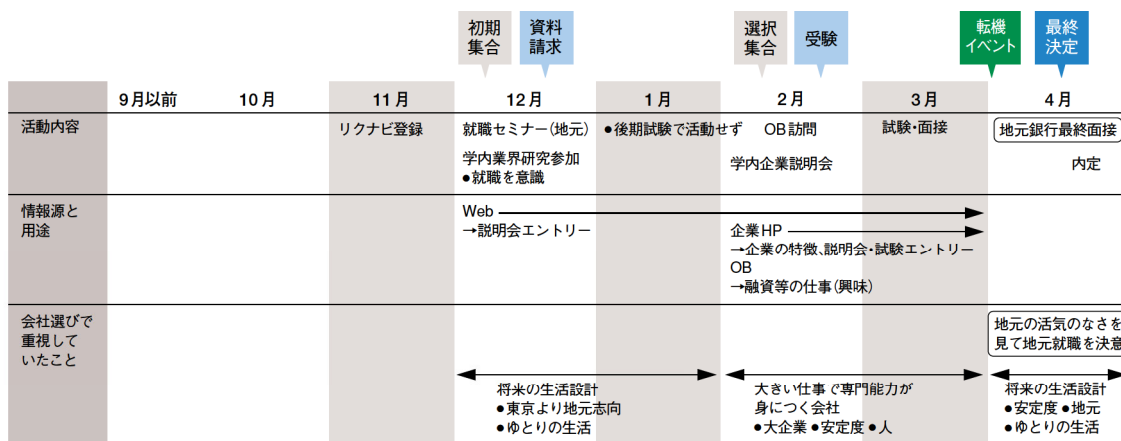 初期
集合
資料
請求
選択
集合
受験
転機
イベント
最終
決定
9月以前
10月
11月
12月
1月
2月
3月
4月
活動内容
リクナビ登録
就職セミナー(地元)
●後期試験で活動せず
OB訪問
試験・面接
地元銀行最終面接
学内業界研究参加
●就職を意識
学内企業説明会
内定
情報源と
用途
Web
→説明会エントリー
企業HP
→企業の特徴、説明会・試験エントリー
OB
→融資等の仕事(興味)
会社選びで
重視して
いたこと
地元の活気のなさを
見て地元就職を決意
将来の生活設計
●東京より地元志向
●ゆとりの生活
大きい仕事で専門能力が
身につく会社
●大企業 ●安定度 ●人
将来の生活設計
●安定度 ●地元
●ゆとりの生活